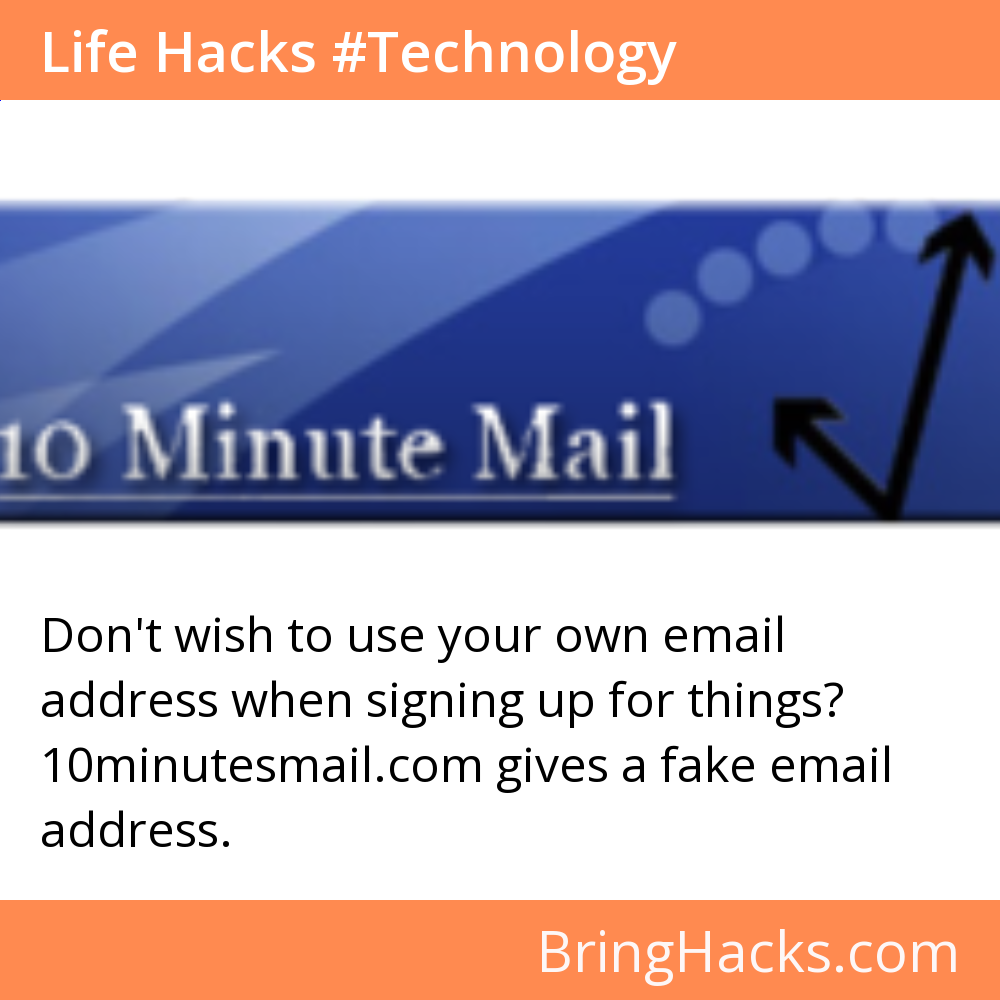 Life Hacks #Technology
10 Minute Mail
Don't wish to use your own email
address when signing up for things?
10minutesmail.com gives a fake email
address.
BringHacks.com